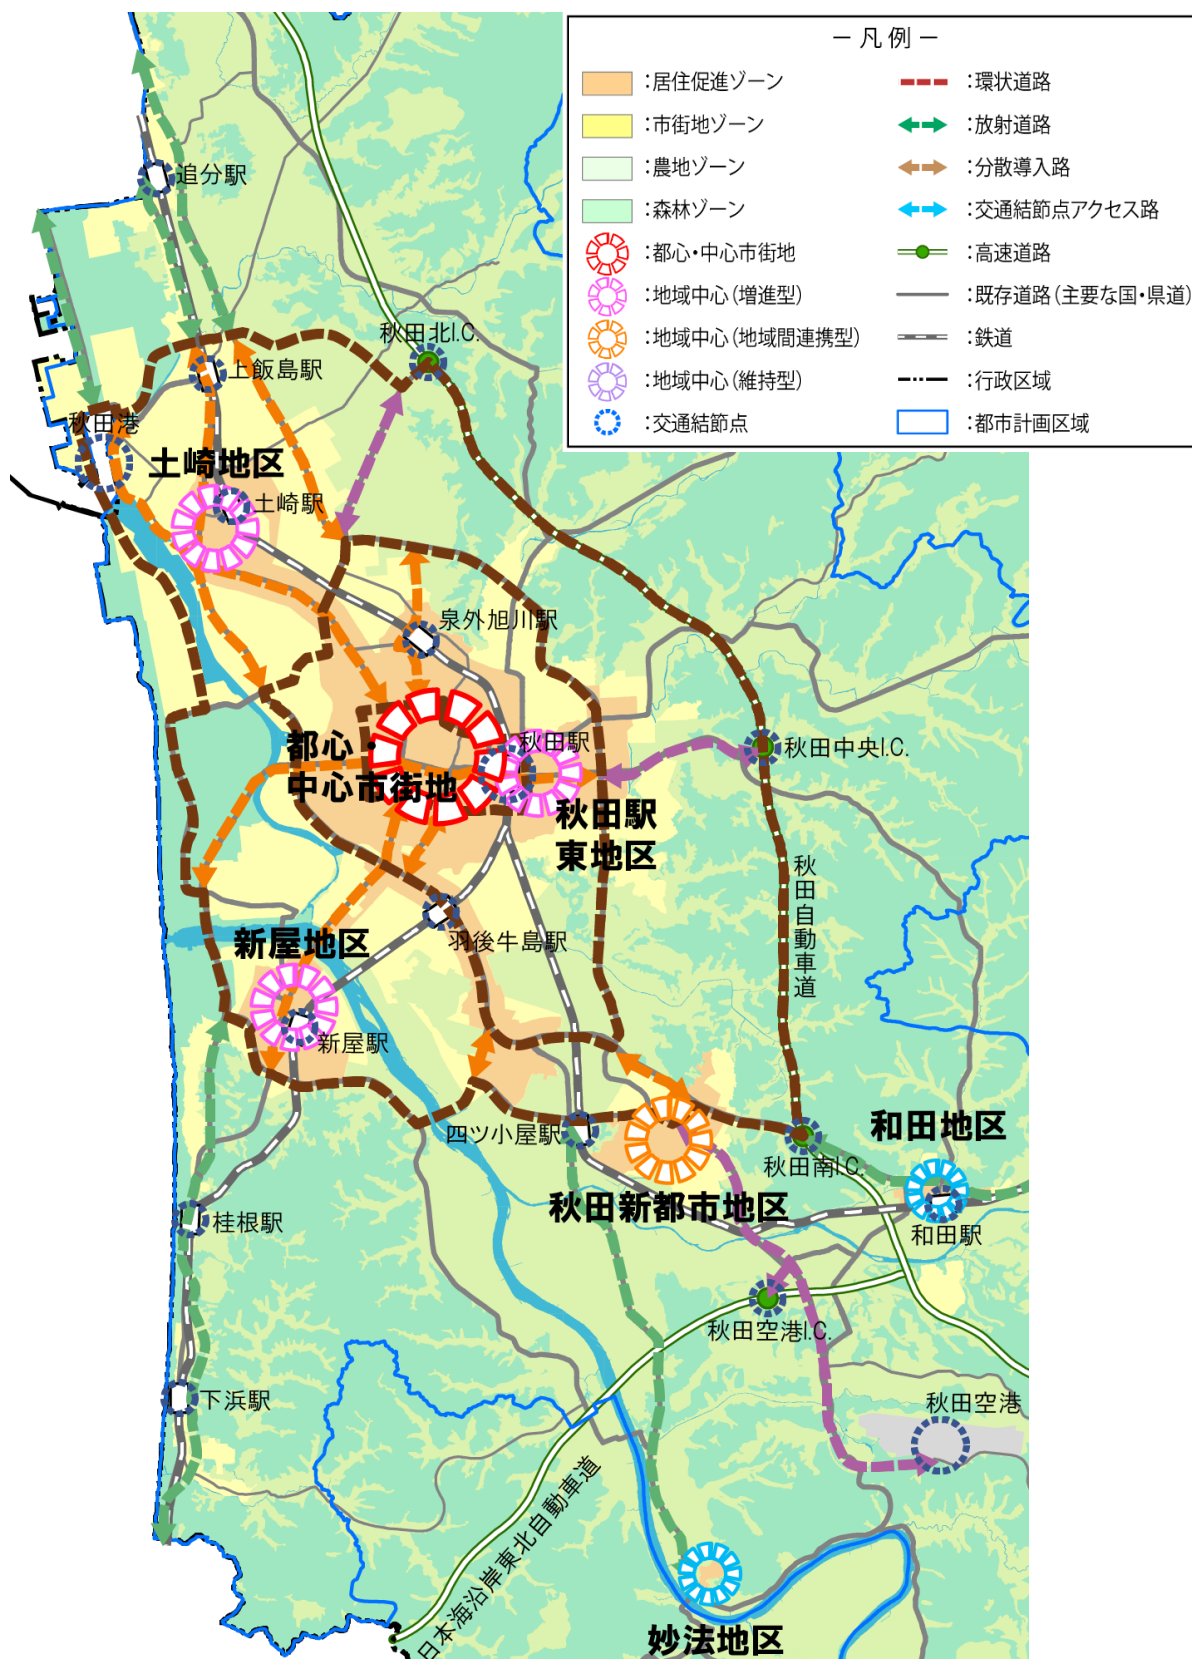 － 凡 例 －
：居住促進ゾーン
：市街地ゾーン
：農地ゾーン
：森林ゾーン
：都心・中心市街地
：地域中心（増進型）
：地域中心（地域間連携型）
：地域中心（維持型）
：交通結節点
：環状道路
：放射道路
：分散導入路
：交通結節点アクセス路
：高速道路
：既存道路（主要な国・県道）
：鉄道
：行政区域
：都市計画区域
追分駅
秋田北I.C.
上飯島駅
秋田港
土崎地区
土崎駅
泉外旭川駅
都心・
中心市街地
秋田駅
秋田中央I.C.
秋田駅
東地区
秋田自動車道
新屋地区
羽後牛島駅
新屋駅
四ツ小屋駅
和田地区
秋田南I.C.
秋田新都市地区
和田駅
桂根駅
秋田空港I.C.
下浜駅
秋田空港
日本海沿岸東北自動車道
妙法地区